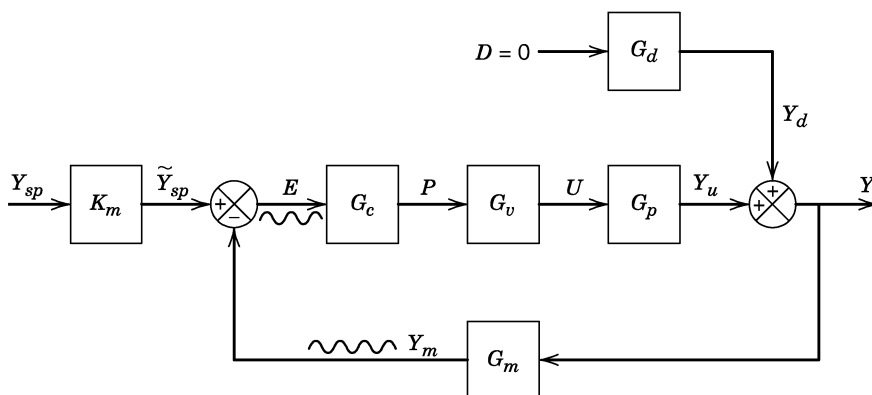 D = 0
G_d
Y_d
Y_sp
K_m
Ỹ_sp
+
−
E
G_c
P
G_v
U
G_p
Y_u
+
+
Y
Y_m
G_m